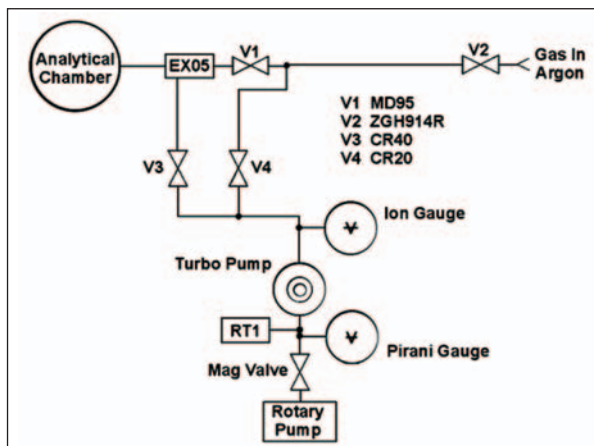 Analytical
Chamber
EX05
V1
V2
Gas In
Argon
V1 MD95
V2 ZGH914R
V3 CR40
V4 CR20
V3
V4
Ion Gauge
V
Turbo Pump
RT1
V
Pirani Gauge
Mag Valve
Rotary
Pump